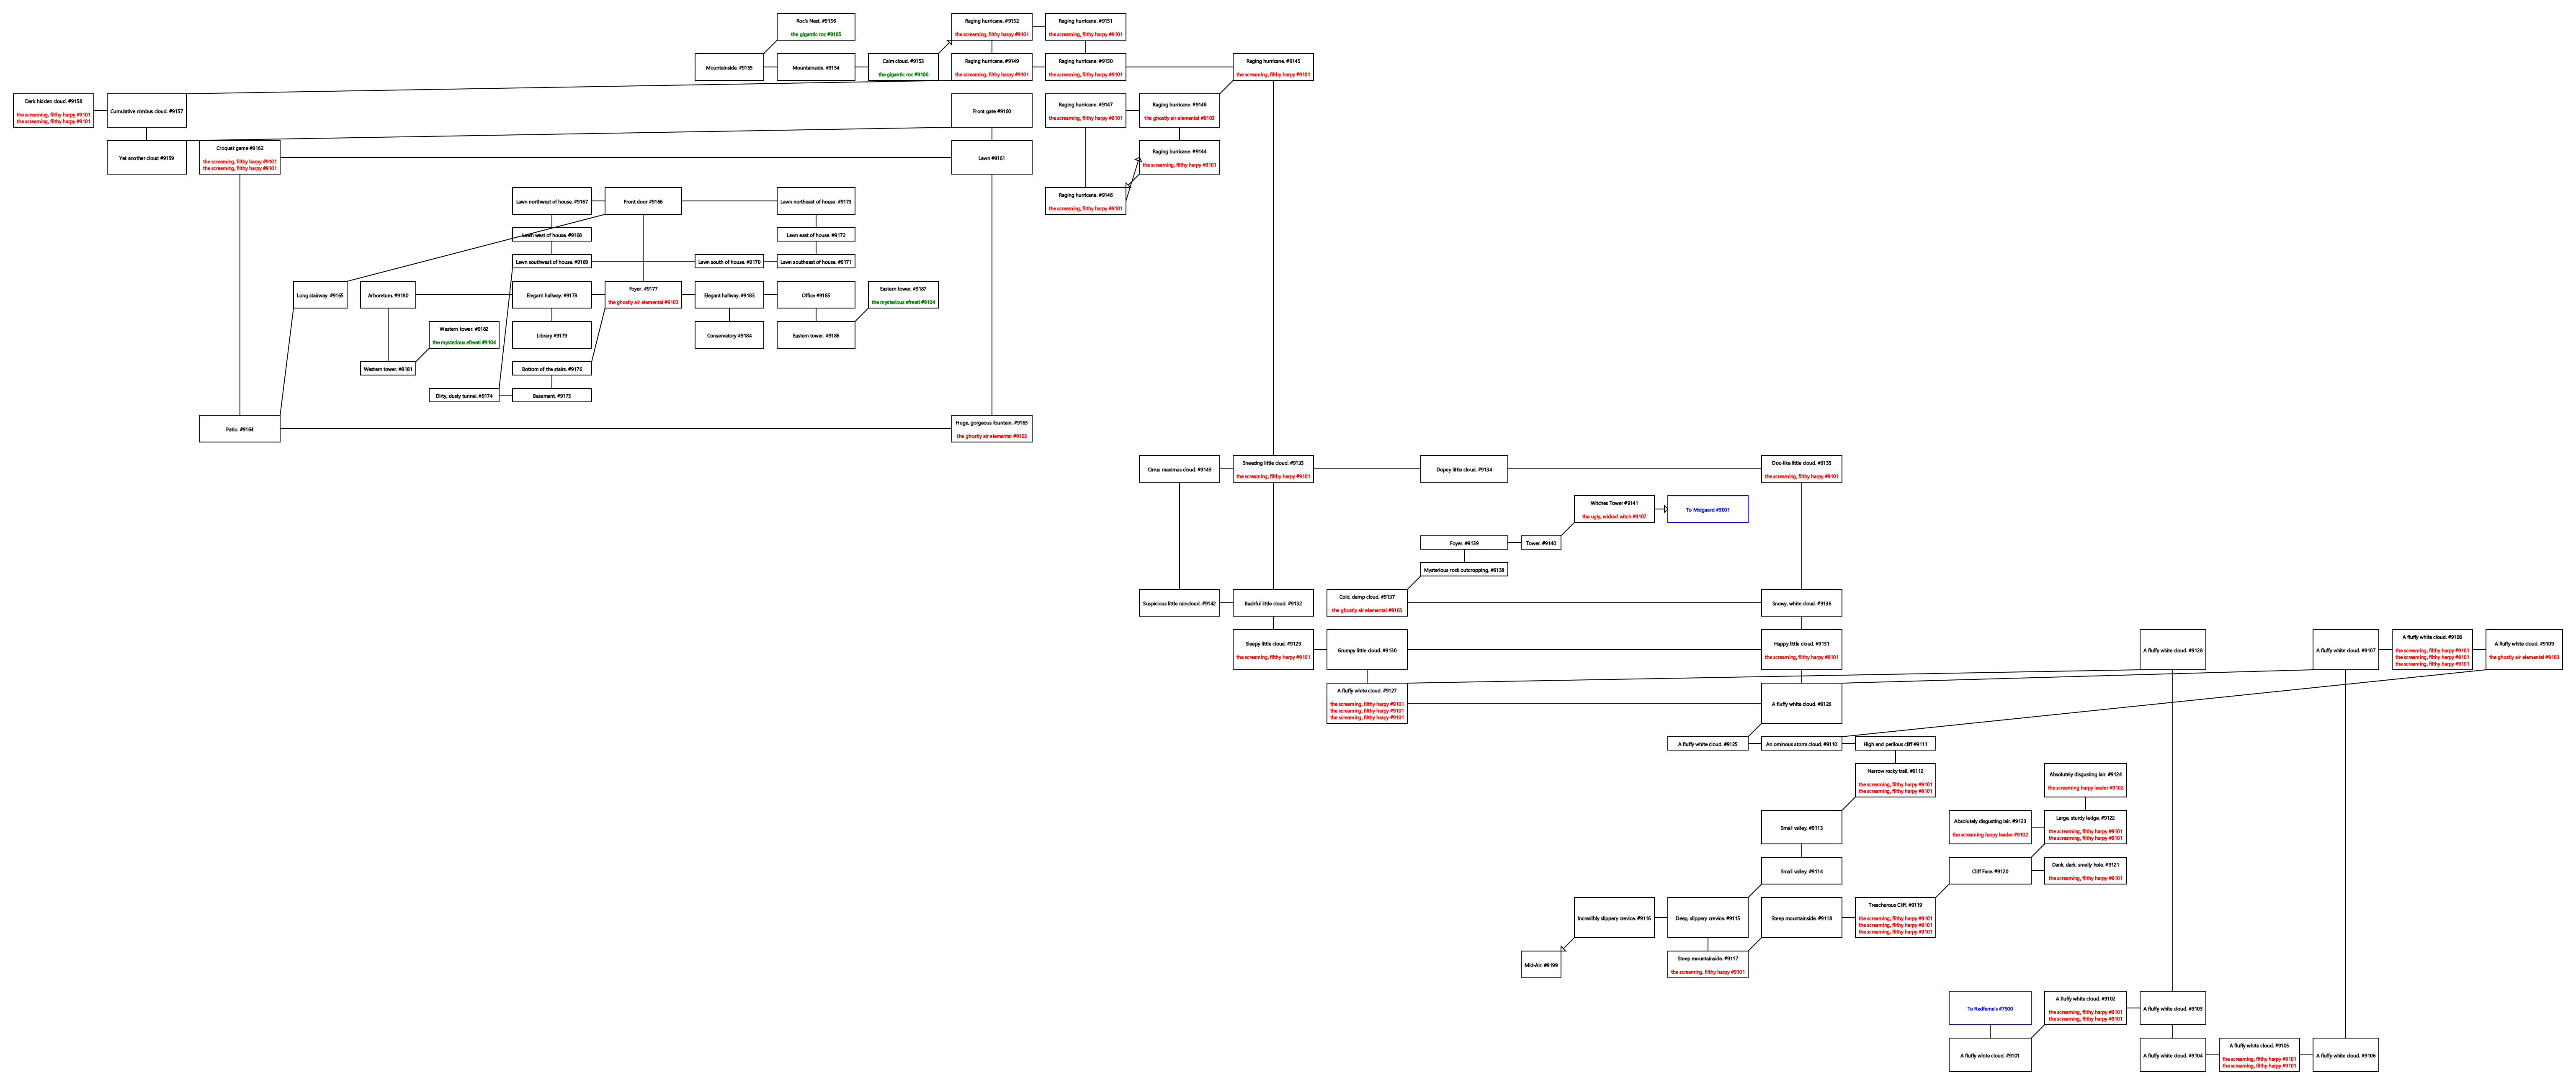 Roc's Nest. #9156
the gigantic roc #9105
Raging hurricane. #9152
the screaming, filthy harpy #9101
Raging hurricane. #9151
the screaming, filthy harpy #9101
Mountainside. #9155
Mountainside. #9154
Calm cloud. #9153
the gigantic roc #9106
Raging hurricane. #9149
the screaming, filthy harpy #9101
Raging hurricane. #9150
the screaming, filthy harpy #9101
Raging hurricane. #9145
the screaming, filthy harpy #9101
Dark hidden cloud. #9158
the screaming, filthy harpy #9101
the screaming, filthy harpy #9101
Cumulative nimbus cloud. #9157
Front gate #9160
Raging hurricane. #9147
the screaming, filthy harpy #9101
Raging hurricane. #9148
the ghostly air elemental #9103
Yet another cloud #9159
Croquet game #9162
the screaming, filthy harpy #9101
the screaming, filthy harpy #9101
Lawn #9161
Raging hurricane. #9144
the screaming, filthy harpy #9101
Raging hurricane. #9146
the screaming, filthy harpy #9101
Lawn northwest of house. #9167
Front door #9166
Lawn northeast of house. #9173
Lawn west of house. #9168
Lawn east of house. #9172
Lawn southwest of house. #9169
Lawn south of house. #9170
Lawn southeast of house. #9171
Long stairway. #9165
Arboretum. #9180
Elegant hallway. #9178
Foyer. #9177
the ghostly air elemental #9103
Elegant hallway. #9183
Office #9185
Eastern tower. #9187
the mysterious efreeti #9104
Western tower. #9182
the mysterious efreeti #9104
Library #9179
Conservatory #9184
Eastern tower. #9186
Western tower. #9181
Bottom of the stairs. #9176
Dirty, dusty tunnel. #9174
Basement. #9175
Patio. #9164
Huge, gorgeous fountain. #9163
the ghostly air elemental #9103
Cirrus maximus cloud. #9143
Sneezing little cloud. #9133
the screaming, filthy harpy #9101
Dopey little cloud. #9134
Doc-like little cloud. #9135
the screaming, filthy harpy #9101
Witches Tower #9141
the ugly, wicked witch #9107
To Midgaard #3001
Foyer. #9139
Tower. #9140
Mysterious rock outcropping. #9138
Suspicious little raincloud. #9142
Bashful little cloud. #9132
Cold, damp cloud. #9137
the ghostly air elemental #9103
Snowy, white cloud. #9136
Sleepy little cloud. #9129
the screaming, filthy harpy #9101
Grumpy little cloud. #9130
Happy little cloud. #9131
the screaming, filthy harpy #9101
A fluffy white cloud. #9128
A fluffy white cloud. #9107
A fluffy white cloud. #9108
the screaming, filthy harpy #9101
the screaming, filthy harpy #9101
the screaming, filthy harpy #9101
A fluffy white cloud. #9109
the ghostly air elemental #9103
A fluffy white cloud. #9127
the screaming, filthy harpy #9101
the screaming, filthy harpy #9101
the screaming, filthy harpy #9101
A fluffy white cloud. #9126
A fluffy white cloud. #9125
An ominous storm cloud. #9110
High and perilous cliff #9111
Narrow rocky trail. #9112
the screaming, filthy harpy #9101
the screaming, filthy harpy #9101
Absolutely disgusting lair. #9124
the screaming harpy leader #9102
Small valley. #9113
Absolutely disgusting lair. #9123
the screaming harpy leader #9102
Large, sturdy ledge. #9122
the screaming, filthy harpy #9101
the screaming, filthy harpy #9101
Small valley. #9114
Cliff Face. #9120
Dank, dark, smelly hole. #9121
the screaming, filthy harpy #9101
Incredibly slippery crevice. #9116
Deep, slippery crevice. #9115
Steep mountainside. #9118
Treacherous Cliff. #9119
the screaming, filthy harpy #9101
the screaming, filthy harpy #9101
the screaming, filthy harpy #9101
Mid-Air. #9199
Steep mountainside. #9117
the screaming, filthy harpy #9101
To Redferne's #7900
A fluffy white cloud. #9102
the screaming, filthy harpy #9101
the screaming, filthy harpy #9101
A fluffy white cloud. #9103
A fluffy white cloud. #9101
A fluffy white cloud. #9104
A fluffy white cloud. #9105
the screaming, filthy harpy #9101
the screaming, filthy harpy #9101
A fluffy white cloud. #9106